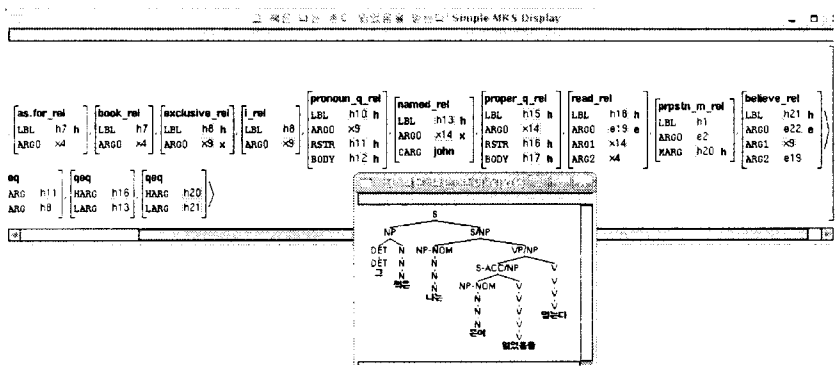 Simple MRS Display
as.for_rel book_rel exclusive_rel i_rel pronoun_q_rel named_rel proper_q_rel read_rel prpstn_m_rel believe_rel
LBL h7 h LBL h7 LBL h8 h LBL h8 LBL h10 h LBL h13 h LBL h15 h LBL h18 h LBL h1 LBL h21 h
ARG0 x4 ARG0 x4 ARG0 x9 x ARG0 x9 ARG0 x9 ARG0 x14 x ARG0 x14 ARG0 e19 e ARG0 e2 ARG0 e22 e
RSTR h11 h CARG john RSTR h16 h ARG1 x14 MARG h20 h ARG1 x9
BODY h12 h BODY h17 h ARG2 x4 ARG2 e19
eq qeq qeq
ARG h11 HARG h16 HARG h20
ARG h8 LARG h13 LARG h21
S
NP S/NP
DET N NP-NOM VP/NP
DET N N S-ACC/NP V
그 N N NP-NOM V V
책은 N N V V
나는 N V 믿는다
N V
존이 V
읽었음을